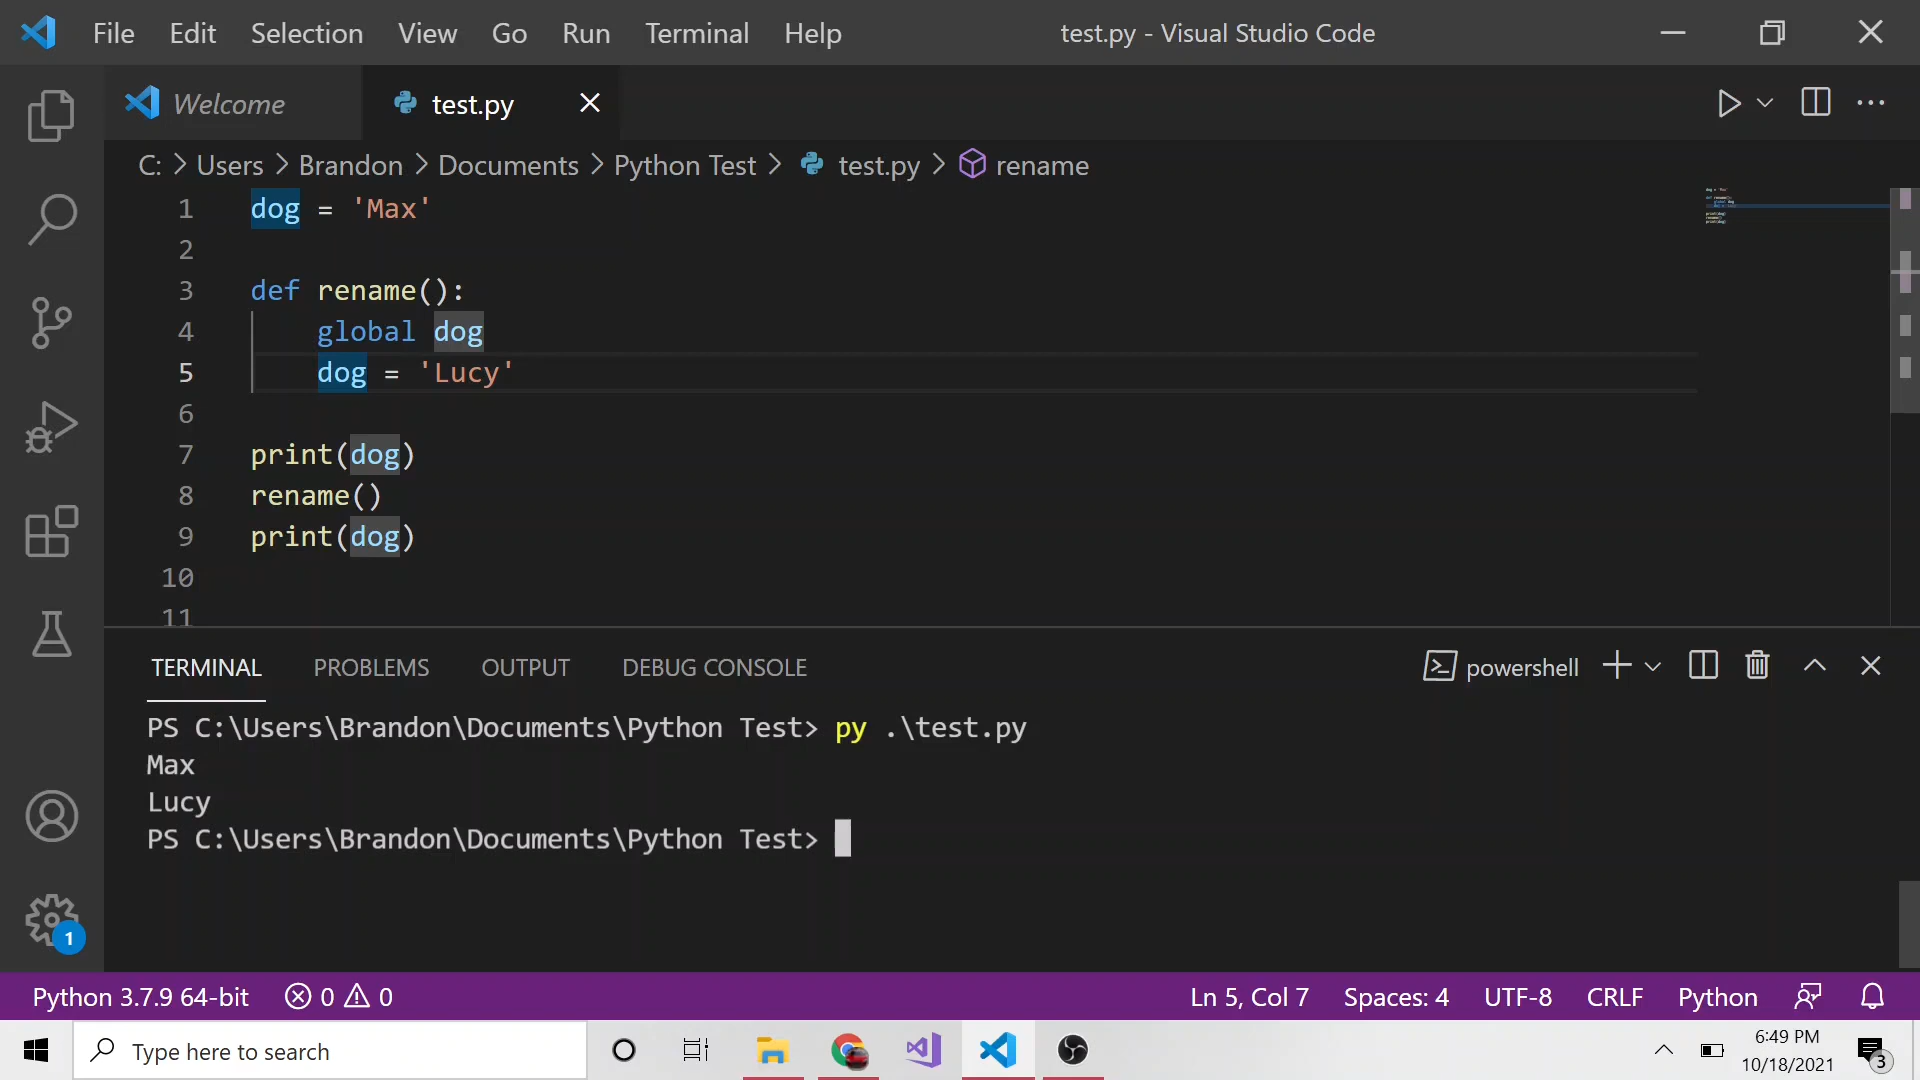 File Edit Selection View Go Run Terminal Help test.py - Visual Studio Code
Welcome test.py
C: > Users > Brandon > Documents > Python Test > test.py > rename
1 dog = 'Max'
2
3 def rename():
4 global dog
5 dog = 'Lucy'
6
7 print(dog)
8 rename()
9 print(dog)
10
11
TERMINAL PROBLEMS OUTPUT DEBUG CONSOLE powershell
PS C:\Users\Brandon\Documents\Python Test> py .\test.py
Max
Lucy
PS C:\Users\Brandon\Documents\Python Test>
1
Python 3.7.9 64-bit 0 0 Ln 5, Col 7 Spaces: 4 UTF-8 CRLF Python
Type here to search
6:49 PM
10/18/2021
3